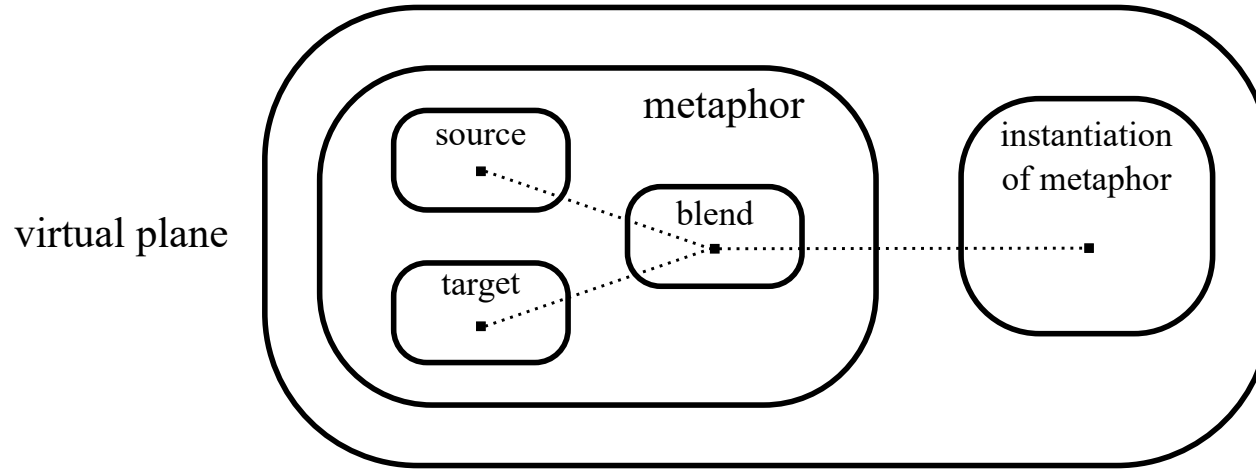 virtual plane
metaphor
source
target
blend
instantiation
of metaphor